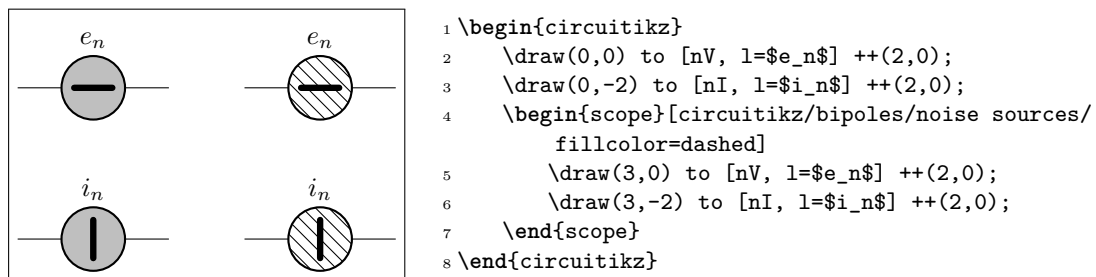 e_n e_n
i_n i_n
1 \begin{circuitikz}
2 \draw(0,0) to [nV, l=$e_n$] ++(2,0);
3 \draw(0,-2) to [nI, l=$i_n$] ++(2,0);
4 \begin{scope}[circuitikz/bipoles/noise sources/
fillcolor=dashed]
5 \draw(3,0) to [nV, l=$e_n$] ++(2,0);
6 \draw(3,-2) to [nI, l=$i_n$] ++(2,0);
7 \end{scope}
8 \end{circuitikz}